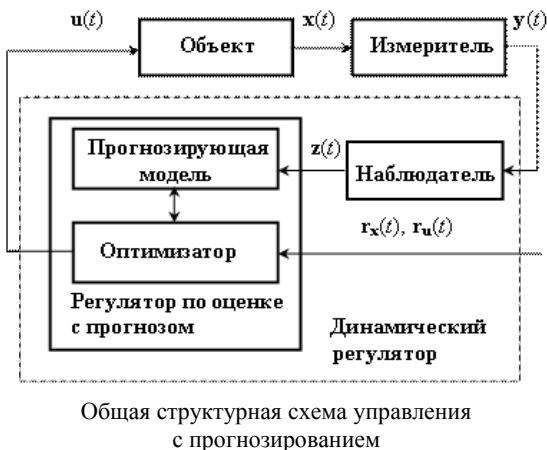 u(t)
x(t)
y(t)
Объект
Измеритель
Прогнозирующая
модель
z(t)
Наблюдатель
rx(t), ru(t)
Оптимизатор
Регулятор по оценке
с прогнозом
Динамический
регулятор
Общая структурная схема управления
с прогнозированием